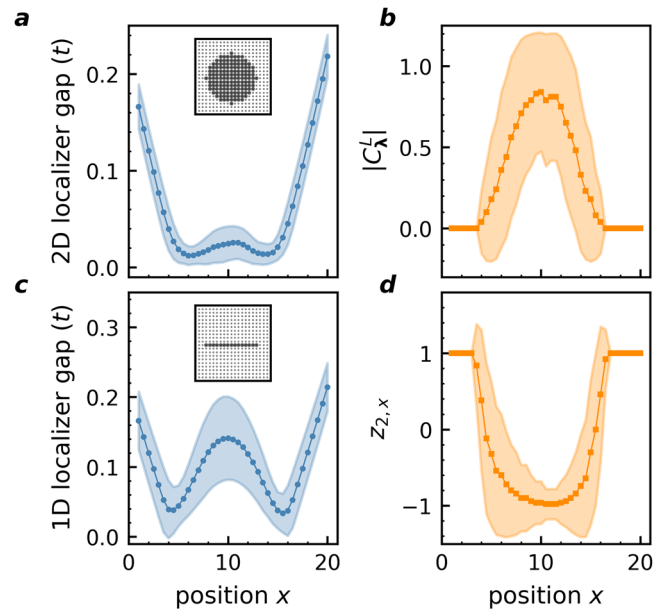 a
0.2
0.1
0.0
2D localizer gap (t)
b
1.0
0.5
0.0
|C^L_λ|
c
0.3
0.2
0.1
0.0
1D localizer gap (t)
0
10
20
position x
d
1
0
−1
z_{2,x}
0
10
20
position x